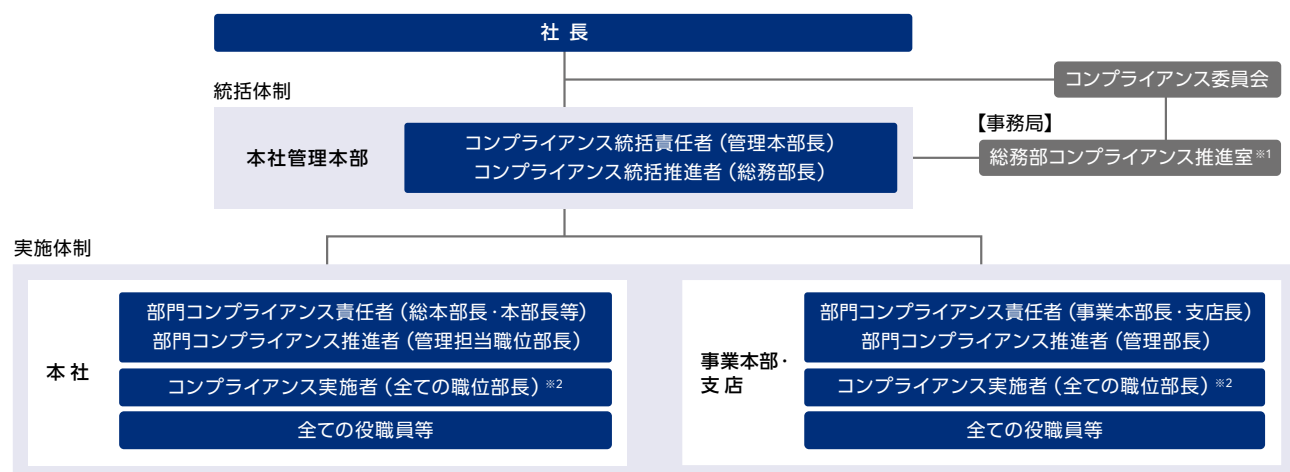 社 長
コンプライアンス委員会
統括体制
【事務局】
本社管理本部
コンプライアンス統括責任者（管理本部長）
コンプライアンス統括推進者（総務部長）
総務部コンプライアンス推進室※1
実施体制
本 社
部門コンプライアンス責任者（総本部長・本部長等）
部門コンプライアンス推進者（管理担当職位部長）
コンプライアンス実施者（全ての職位部長）※2
全ての役職員等
事業本部・
支 店
部門コンプライアンス責任者（事業本部長・支店長）
部門コンプライアンス推進者（管理部長）
コンプライアンス実施者（全ての職位部長）※2
全ての役職員等